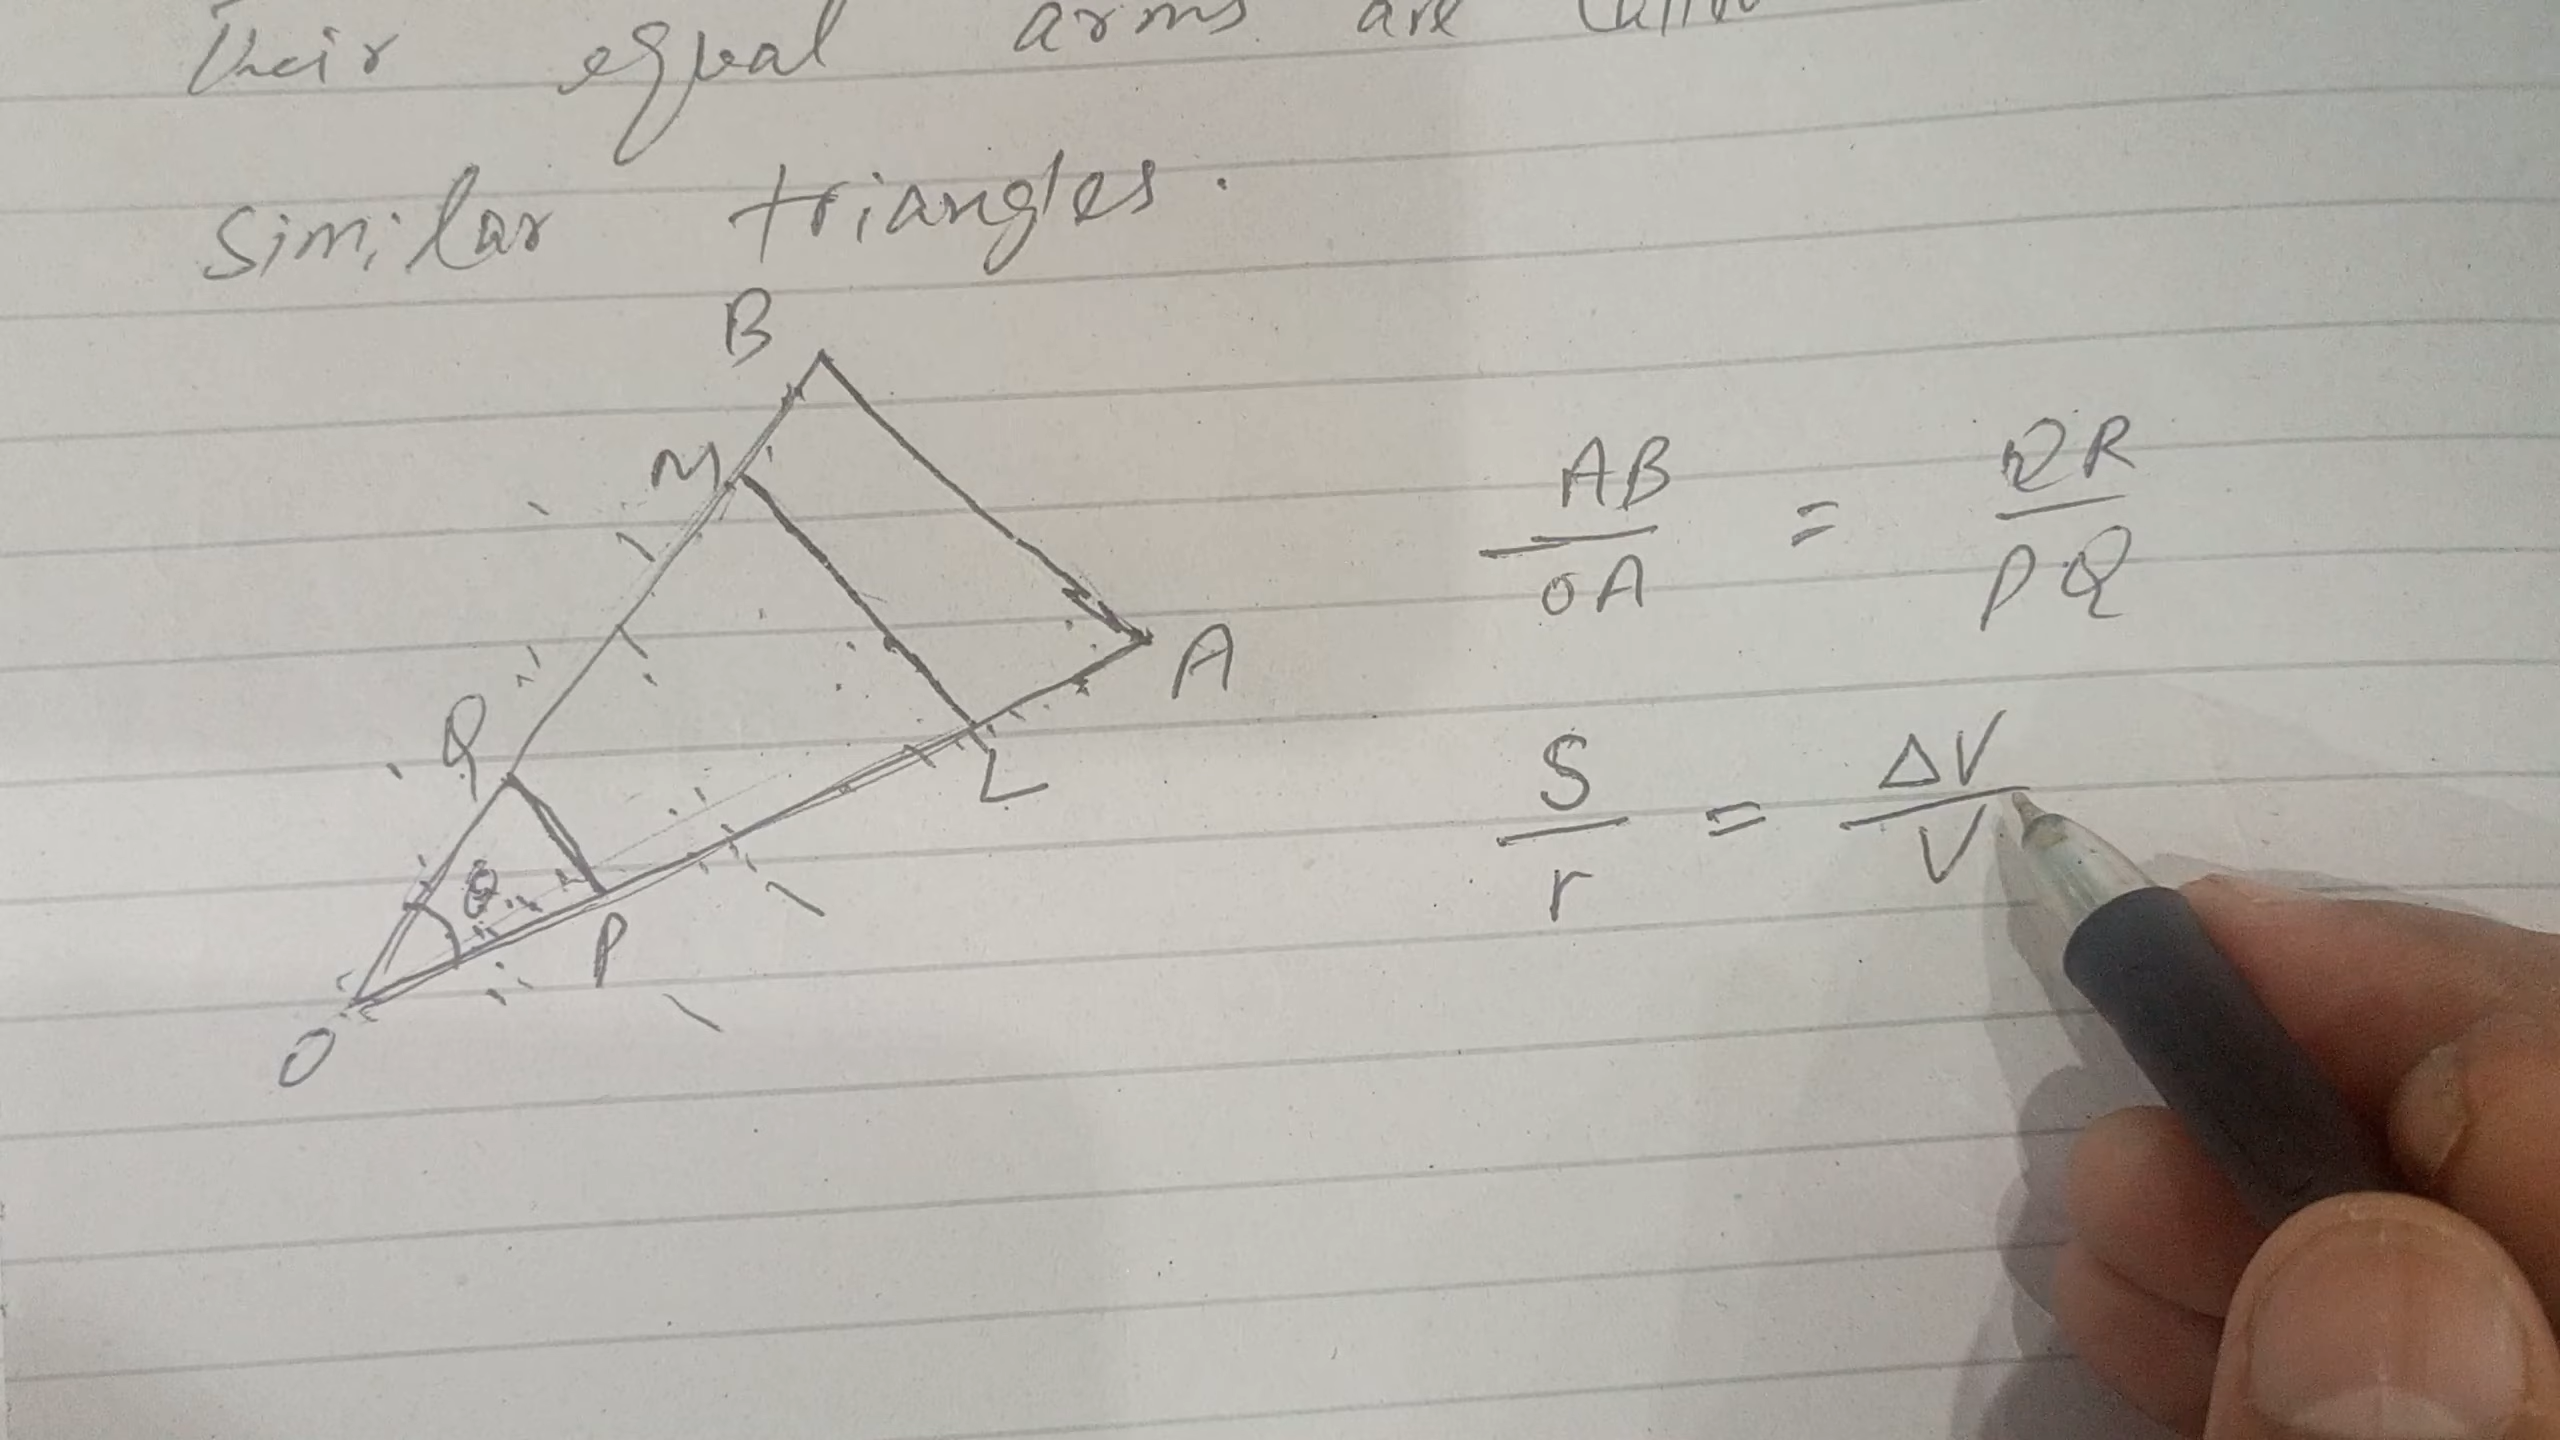 Their equal arms are
Similar triangles.
B
M
Q
A
L
θ
P
O
AB/OA = QR/PQ
S/r = ΔV/V